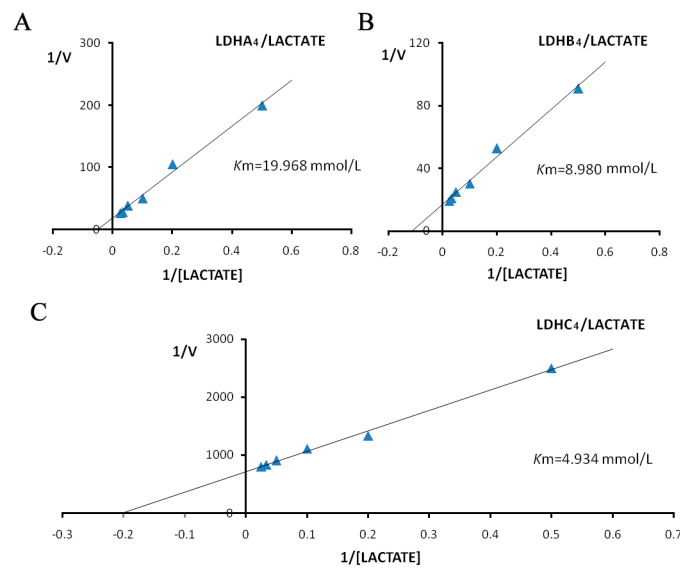 A
LDHA₄/LACTATE
1/V
300
200
100
0
Km=19.968 mmol/L
-0.2 0 0.2 0.4 0.6 0.8
1/[LACTATE]
B
LDHB₄/LACTATE
1/V
120
80
40
0
Km=8.980 mmol/L
-0.2 0 0.2 0.4 0.6 0.8
1/[LACTATE]
C
LDHC₄/LACTATE
1/V
3000
2000
1000
0
Km=4.934 mmol/L
-0.3 -0.2 -0.1 0 0.1 0.2 0.3 0.4 0.5 0.6 0.7
1/[LACTATE]